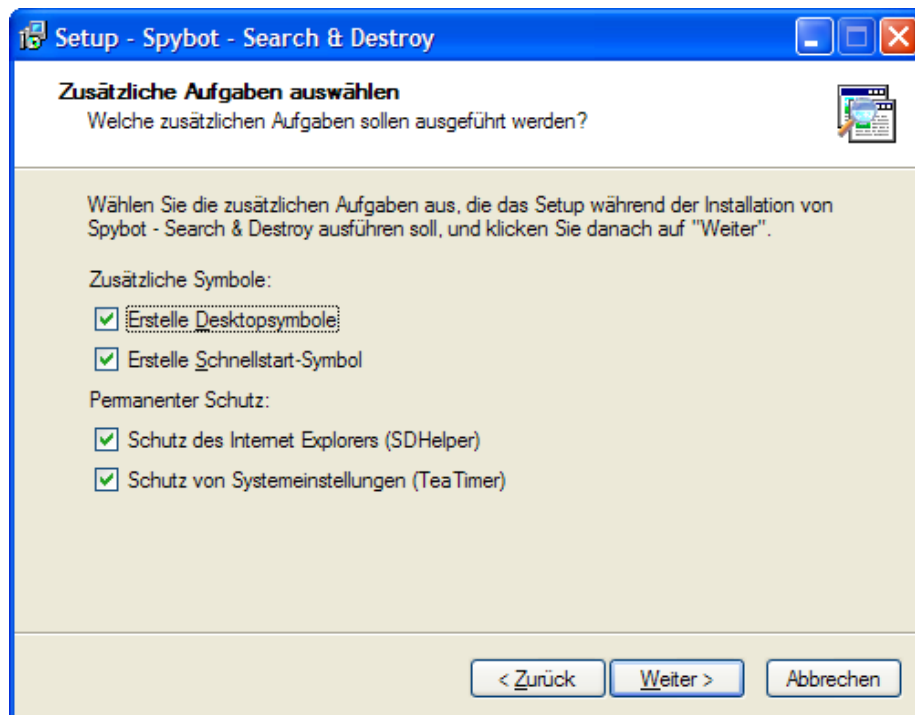 Setup - Spybot - Search & Destroy
Zusätzliche Aufgaben auswählen
Welche zusätzlichen Aufgaben sollen ausgeführt werden?
Wählen Sie die zusätzlichen Aufgaben aus, die das Setup während der Installation von
Spybot - Search & Destroy ausführen soll, und klicken Sie danach auf "Weiter".
Zusätzliche Symbole:
Erstelle Desktopsymbole
Erstelle Schnellstart-Symbol
Permanenter Schutz:
Schutz des Internet Explorers (SDHelper)
Schutz von Systemeinstellungen (TeaTimer)
< Zurück
Weiter >
Abbrechen